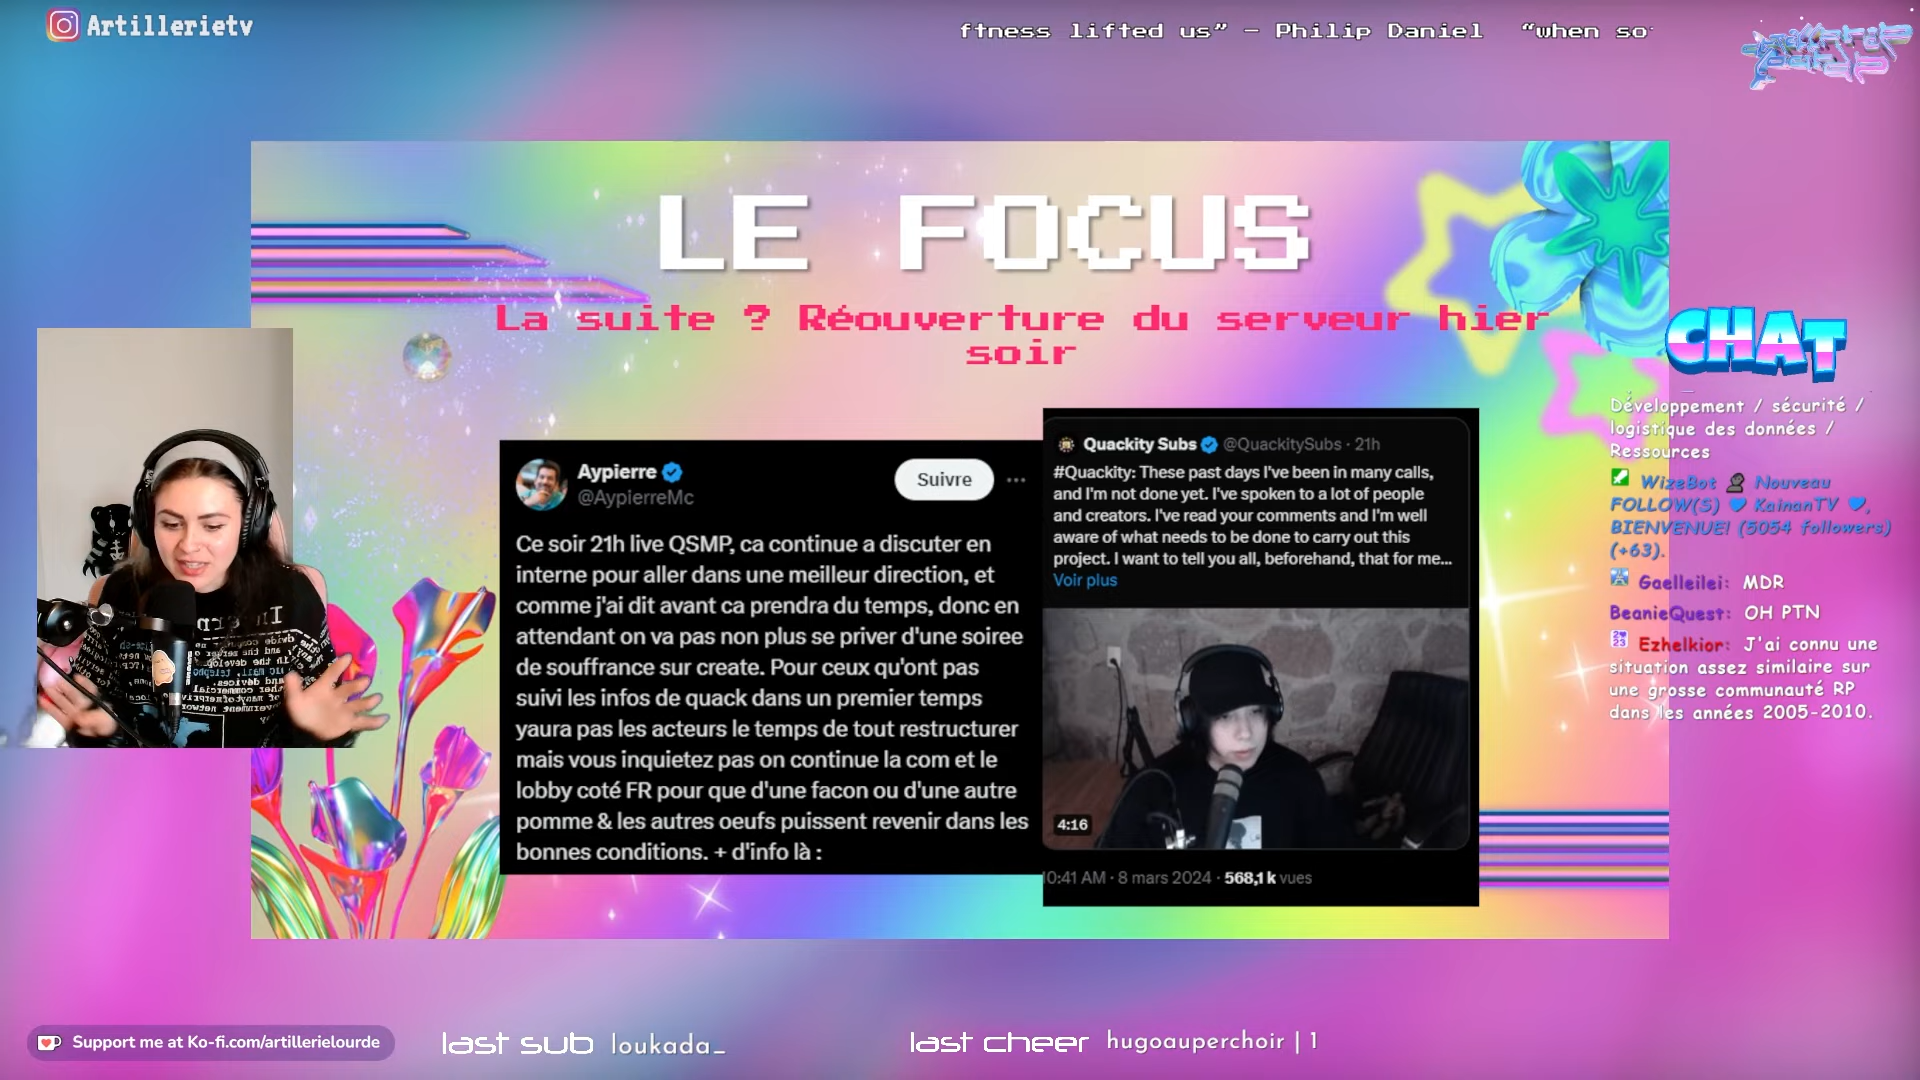 Artillerietv
ftness lifted us” — Philip Daniel “when so
LE FOCUS
La suite ? Réouverture du serveur hier
soir
Aypierre
@AypierreMc
Suivre
Ce soir 21h live QSMP, ca continue a discuter en
interne pour aller dans une meilleur direction, et
comme j'ai dit avant ca prendra du temps, donc en
attendant on va pas non plus se priver d'une soiree
de souffrance sur create. Pour ceux qu'ont pas
suivi les infos de quack dans un premier temps
yaura pas les acteurs le temps de tout restructurer
mais vous inquietez pas on continue la com et le
lobby coté FR pour que d'une facon ou d'une autre
pomme & les autres oeufs puissent revenir dans les
bonnes conditions. + d'info là :
Quackity Subs @QuackitySubs · 21h
#Quackity: These past days I've been in many calls,
and I'm not done yet. I've spoken to a lot of people
and creators. I've read your comments and I'm well
aware of what needs to be done to carry out this
project. I want to tell you all, beforehand, that for me...
Voir plus
4:16
10:41 AM · 8 mars 2024 · 568,1 k vues
CHAT
Développement / sécurité /
logistique des données /
Ressources
WizeBot Nouveau
FOLLOW(S) KainanTV ,
BIENVENUE! (5054 followers)
(+63).
Gaelleilei: MDR
BeanieQuest: OH PTN
Ezhelkior: J'ai connu une
situation assez similaire sur
une grosse communauté RP
dans les années 2005-2010.
Support me at Ko-fi.com/artillerielourde
last sub loukada_
last cheer hugoauperchoir | 1